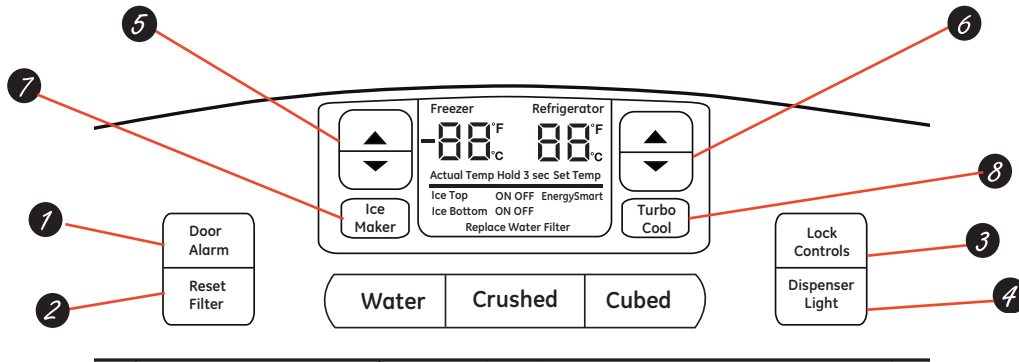 5
6
7
Freezer Refrigerator
-88°F 88°F
°C °C
Actual Temp Hold 3 sec Set Temp
Ice Top ON OFF EnergySmart
Ice Bottom ON OFF
Replace Water Filter
Ice
Maker
Turbo
Cool
8
1
Door
Alarm
Reset
Filter
2
Lock
Controls
3
Dispenser
Light
4
Water Crushed Cubed